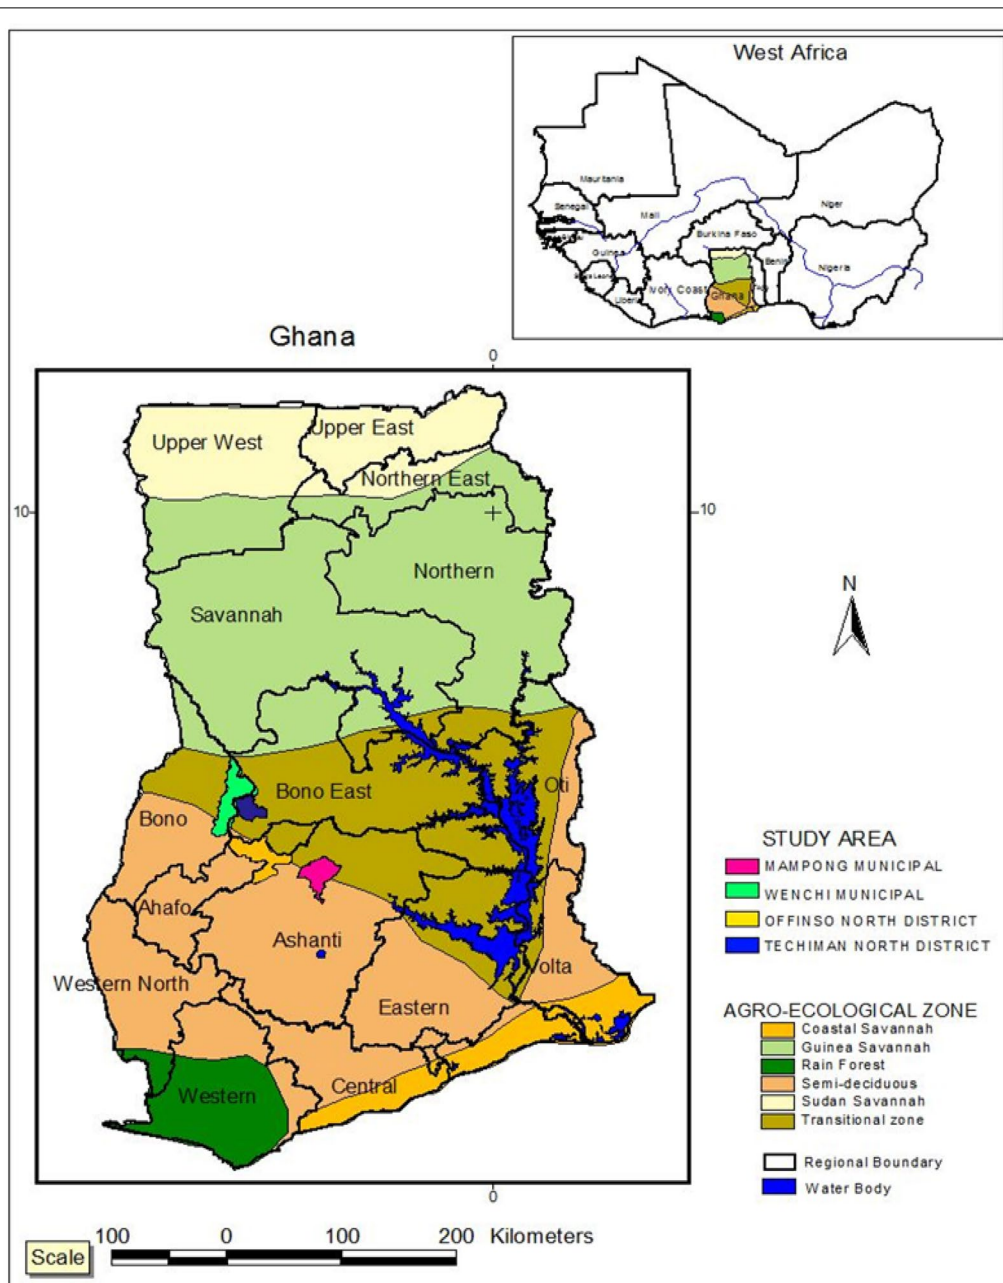 West Africa
Mauritania
Senegal
Mali
Niger
Burkina Faso
Guinea
Benin
Nigeria
Ivory Coast
Ghana
Liberia
Ghana
0
Upper West
Upper East
Northern East
10
10
Northern
Savannah
N
Bono East
Oti
Bono
Ahafo
Ashanti
Volta
Western North
Eastern
Central
Western
0
STUDY AREA
MAMPONG MUNICIPAL
WENCHI MUNICIPAL
OFFINSO NORTH DISTRICT
TECHIMAN NORTH DISTRICT
AGRO-ECOLOGICAL ZONE
Coastal Savannah
Guinea Savannah
Rain Forest
Semi-deciduous
Sudan Savannah
Transitional zone
Regional Boundary
Water Body
Scale
100 0 100 200 Kilometers